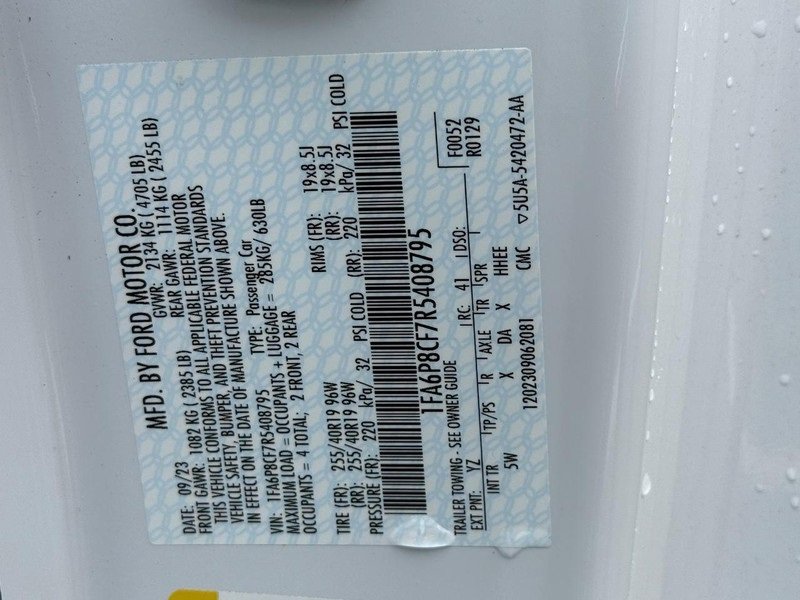 MFD. BY FORD MOTOR CO.
DATE: 09/23 GVWR: 2134 KG ( 4705 LB)
FRONT GAWR: 1082 KG ( 2385 LB) REAR GAWR: 1114 KG ( 2455 LB)
THIS VEHICLE CONFORMS TO ALL APPLICABLE FEDERAL MOTOR
VEHICLE SAFETY, BUMPER, AND THEFT PREVENTION STANDARDS
IN EFFECT ON THE DATE OF MANUFACTURE SHOWN ABOVE.
VIN: 1FA6P8CF7R5408795 TYPE: Passenger Car
MAXIMUM LOAD = OCCUPANTS + LUGGAGE = 285KG/ 630LB
OCCUPANTS = 4 TOTAL; 2 FRONT, 2 REAR
TIRE (FR): 255/40R19 96W RIMS (FR): 19x8.5J
(RR): 255/40R19 96W (RR): 19x8.5J
PRESSURE (FR): 220 kPa/ 32 PSI COLD (RR): 220 kPa/ 32 PSI COLD
1FA6P8CF7R5408795
TRAILER TOWING - SEE OWNER GUIDE F0052
EXT PNT: YZ RC: 41 DSO: R0129
INT TR TP/PS R AXLE TR SPR
5W X DA X HHEE
1202309062081 CMC ▽5U5A-5420472-AA